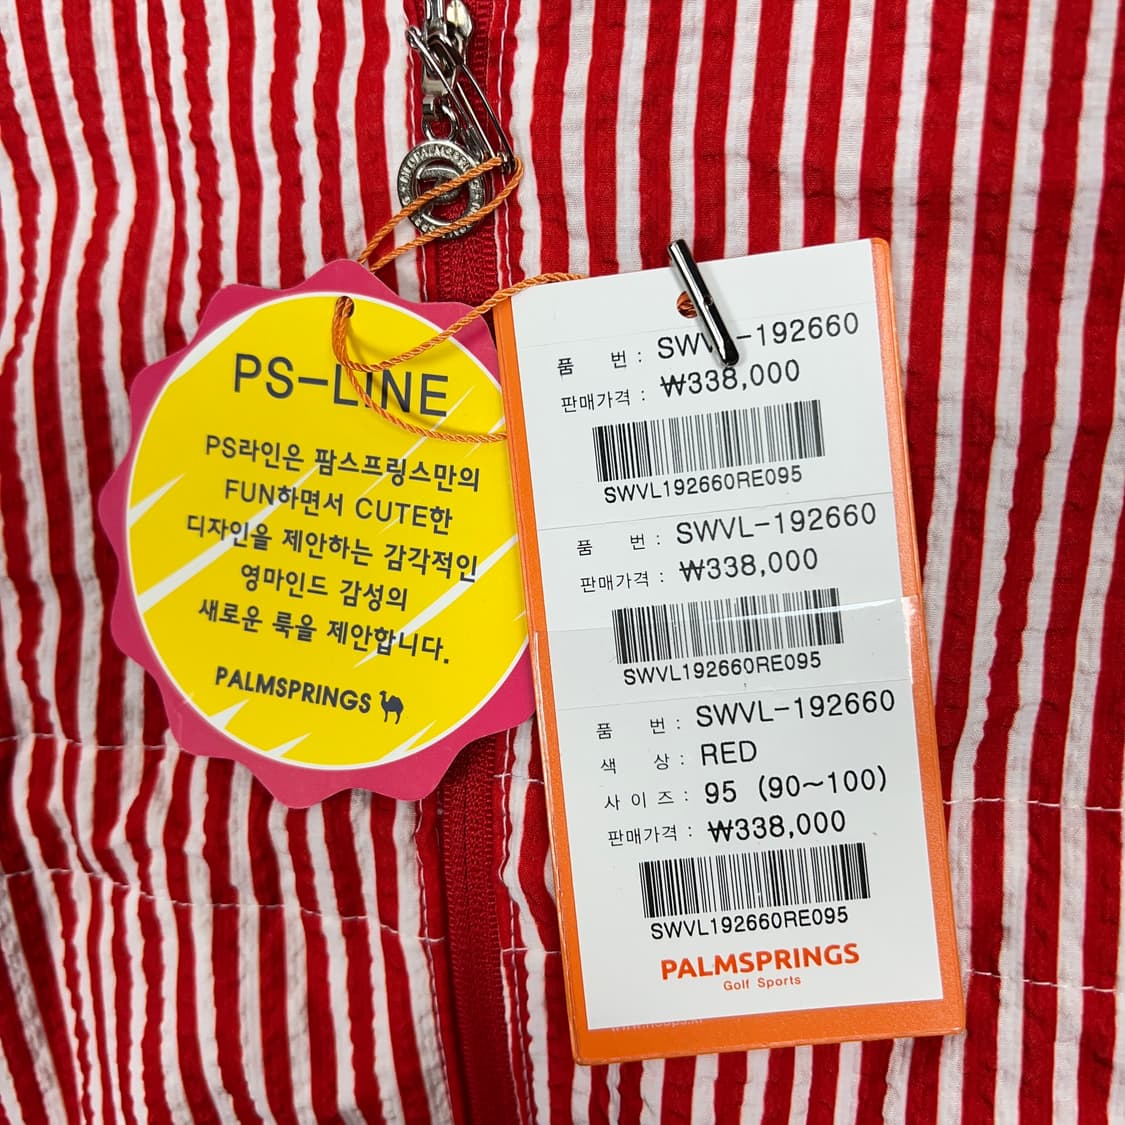 PS-LINE
PS라인은 팜스프링스만의
FUN하면서 CUTE한
디자인을 제안하는 감각적인
영마인드 감성의
새로운 룩을 제안합니다.
PALMSPRINGS
품 번 : SWVL-192660
판매가격 : ₩338,000
SWVL192660RE095
품 번 : SWVL-192660
판매가격 : ₩338,000
SWVL192660RE095
품 번 : SWVL-192660
색 상 : RED
사 이 즈 : 95 (90~100)
판매가격 : ₩338,000
SWVL192660RE095
PALMSPRINGS
Golf Sports